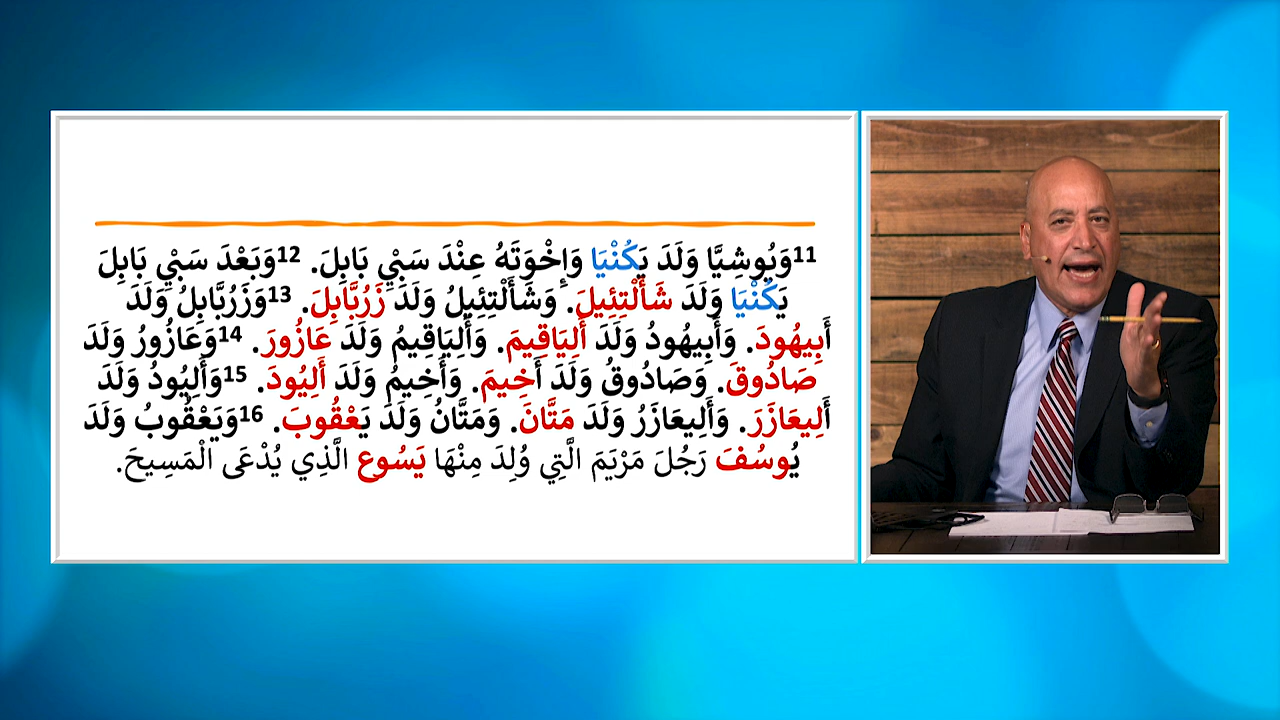 11وَيُوشِيَّا وَلَدَ يَكُنْيَا وَإِخْوَتَهُ عِنْدَ سَبْيِ بَابِلَ. 12وَبَعْدَ سَبْيِ بَابِلَ
يَكُنْيَا وَلَدَ شَأَلْتِئِيلَ. وَشَأَلْتِئِيلُ وَلَدَ زَرُبَّابِلَ. 13وَزَرُبَّابِلُ وَلَدَ
أَبِيهُودَ. وَأَبِيهُودُ وَلَدَ أَلِيَاقِيمَ. وَأَلِيَاقِيمُ وَلَدَ عَازُورَ. 14وَعَازُورُ وَلَدَ
صَادُوقَ. وَصَادُوقُ وَلَدَ أَخِيمَ. وَأَخِيمُ وَلَدَ أَلِيُودَ. 15وَأَلِيُودُ وَلَدَ
أَلِيعَازَرَ. وَأَلِيعَازَرُ وَلَدَ مَتَّانَ. وَمَتَّانُ وَلَدَ يَعْقُوبَ. 16وَيَعْقُوبُ وَلَدَ
يُوسُفَ رَجُلَ مَرْيَمَ الَّتِي وُلِدَ مِنْهَا يَسُوع الَّذِي يُدْعَى الْمَسِيحَ.